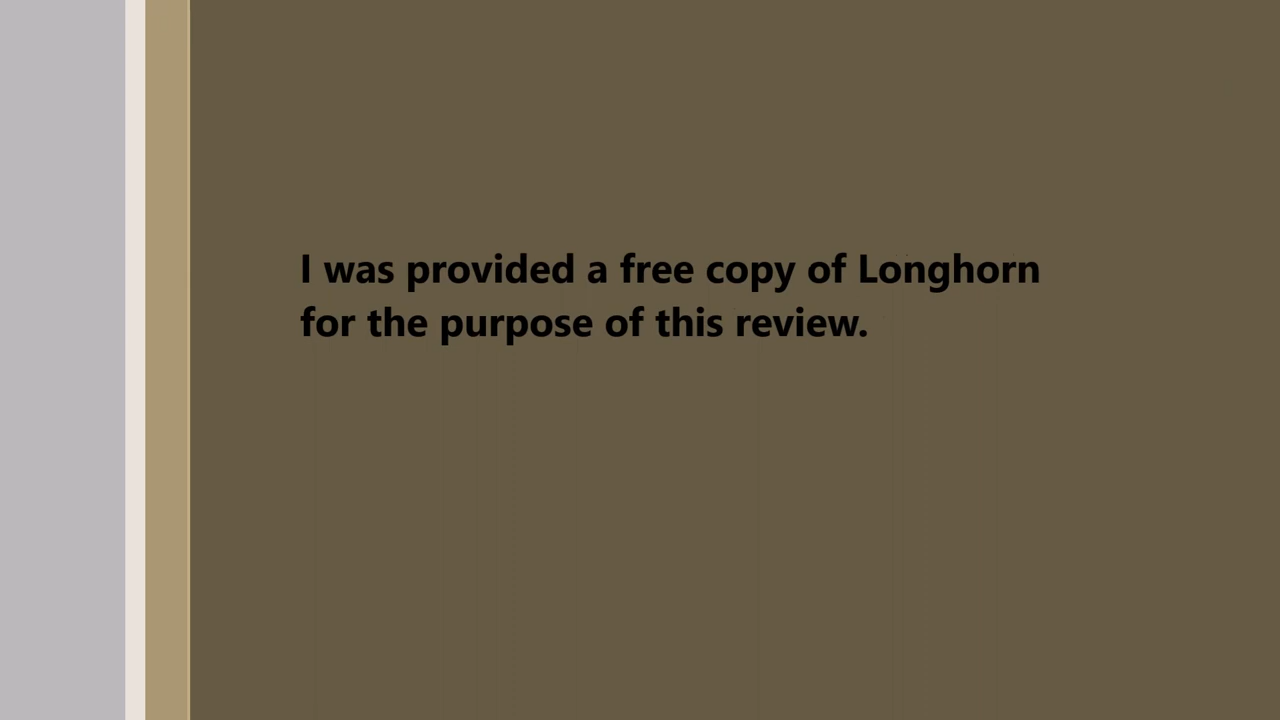 I was provided a free copy of Longhorn
for the purpose of this review.